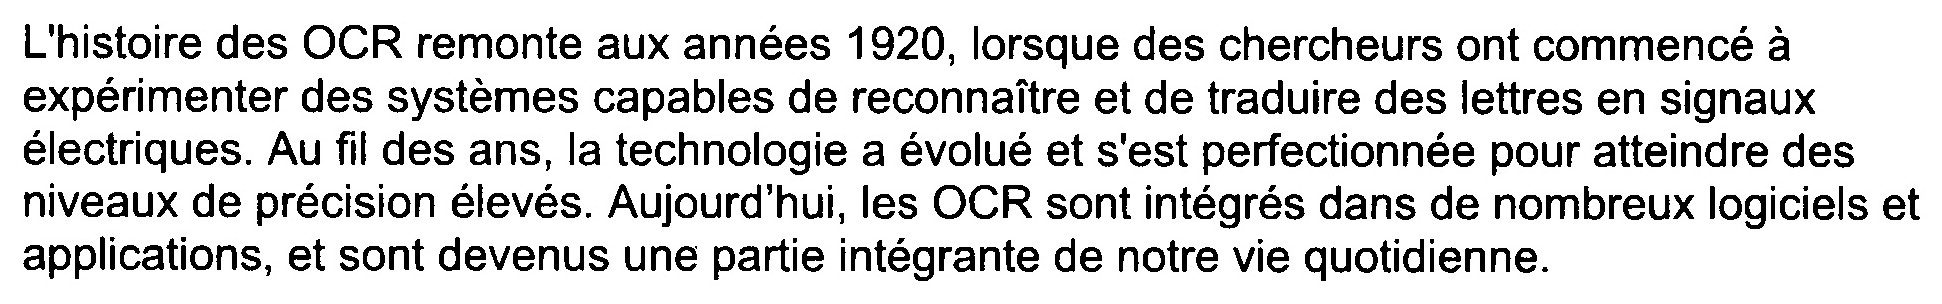 L'histoire des OCR remonte aux années 1920, lorsque des chercheurs ont commencé à
expérimenter des systèmes capables de reconnaître et de traduire des lettres en signaux
électriques. Au fil des ans, la technologie a évolué et s'est perfectionnée pour atteindre des
niveaux de précision élevés. Aujourd’hui, les OCR sont intégrés dans de nombreux logiciels et
applications, et sont devenus une partie intégrante de notre vie quotidienne.